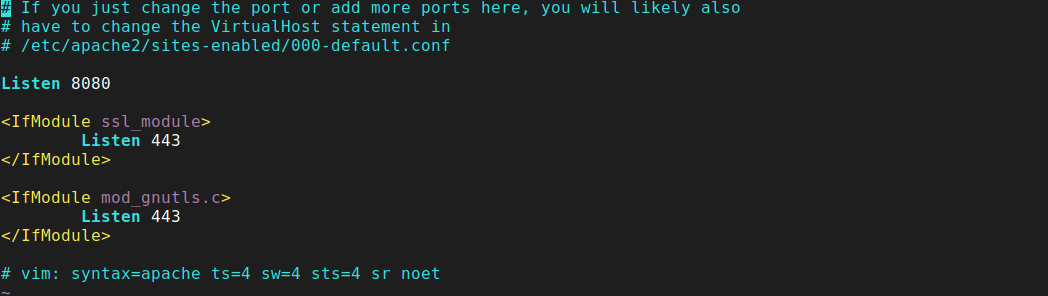 # If you just change the port or add more ports here, you will likely also
# have to change the VirtualHost statement in
# /etc/apache2/sites-enabled/000-default.conf
Listen 8080
<IfModule ssl_module>
Listen 443
</IfModule>
<IfModule mod_gnutls.c>
Listen 443
</IfModule>
# vim: syntax=apache ts=4 sw=4 sts=4 sr noet
~